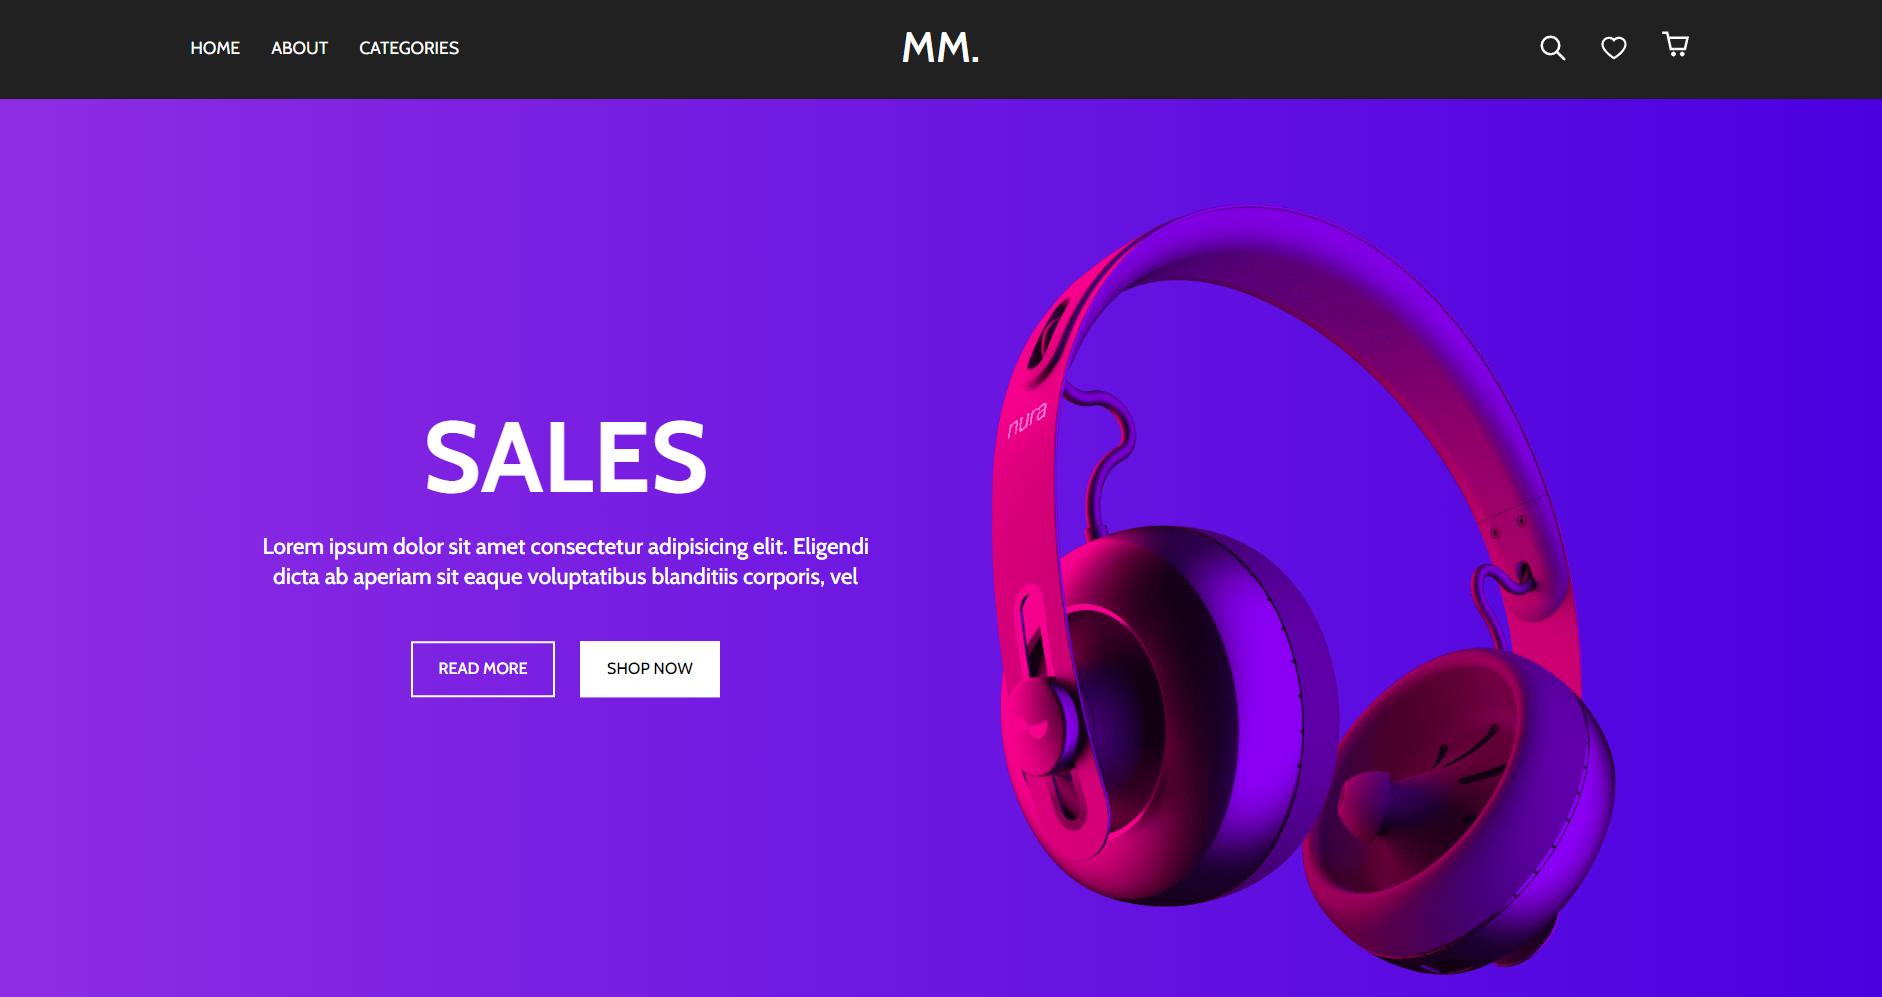 HOME ABOUT CATEGORIES MM.
SALES
Lorem ipsum dolor sit amet consectetur adipisicing elit. Eligendi
dicta ab aperiam sit eaque voluptatibus blanditiis corporis, vel
READ MORE SHOP NOW
nura